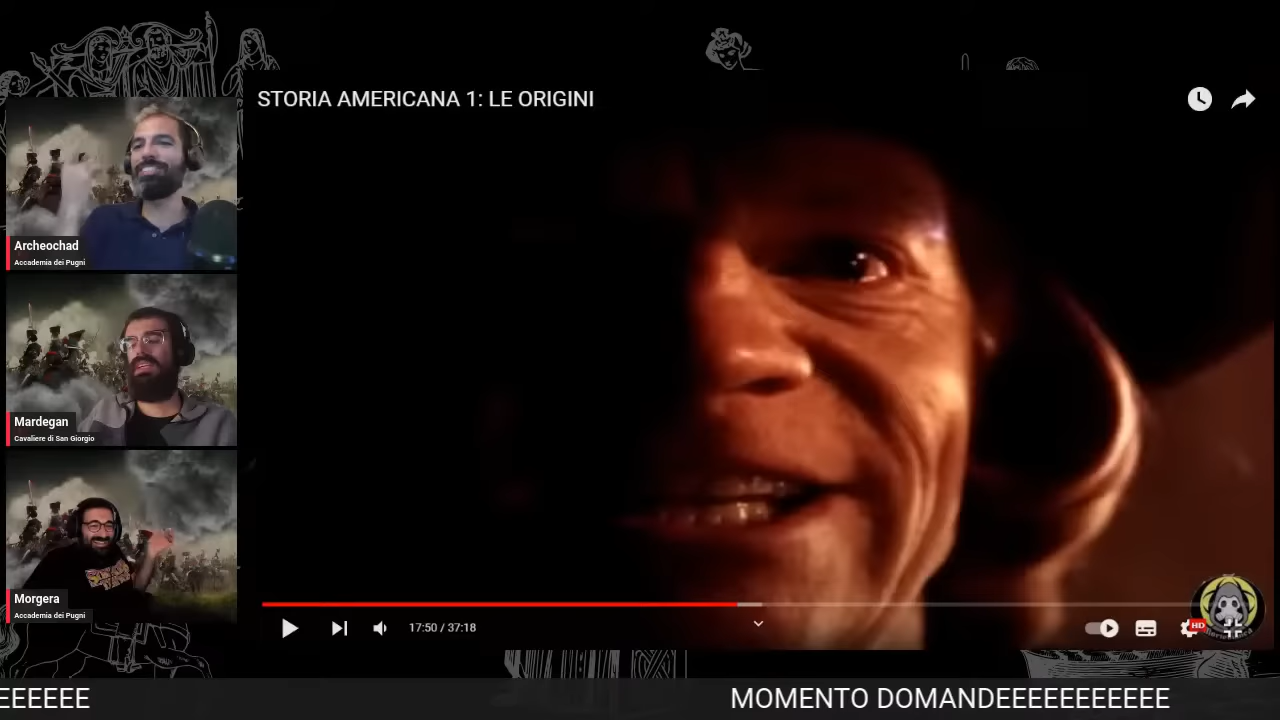 STORIA AMERICANA 1: LE ORIGINI
Archeochad
Accademia dei Pugni
Mardegan
Cavaliere di San Giorgio
Morgera
Accademia dei Pugni
17:50 / 37:18
HD
EEEEEE
MOMENTO DOMANDEEEEEEEEEEE